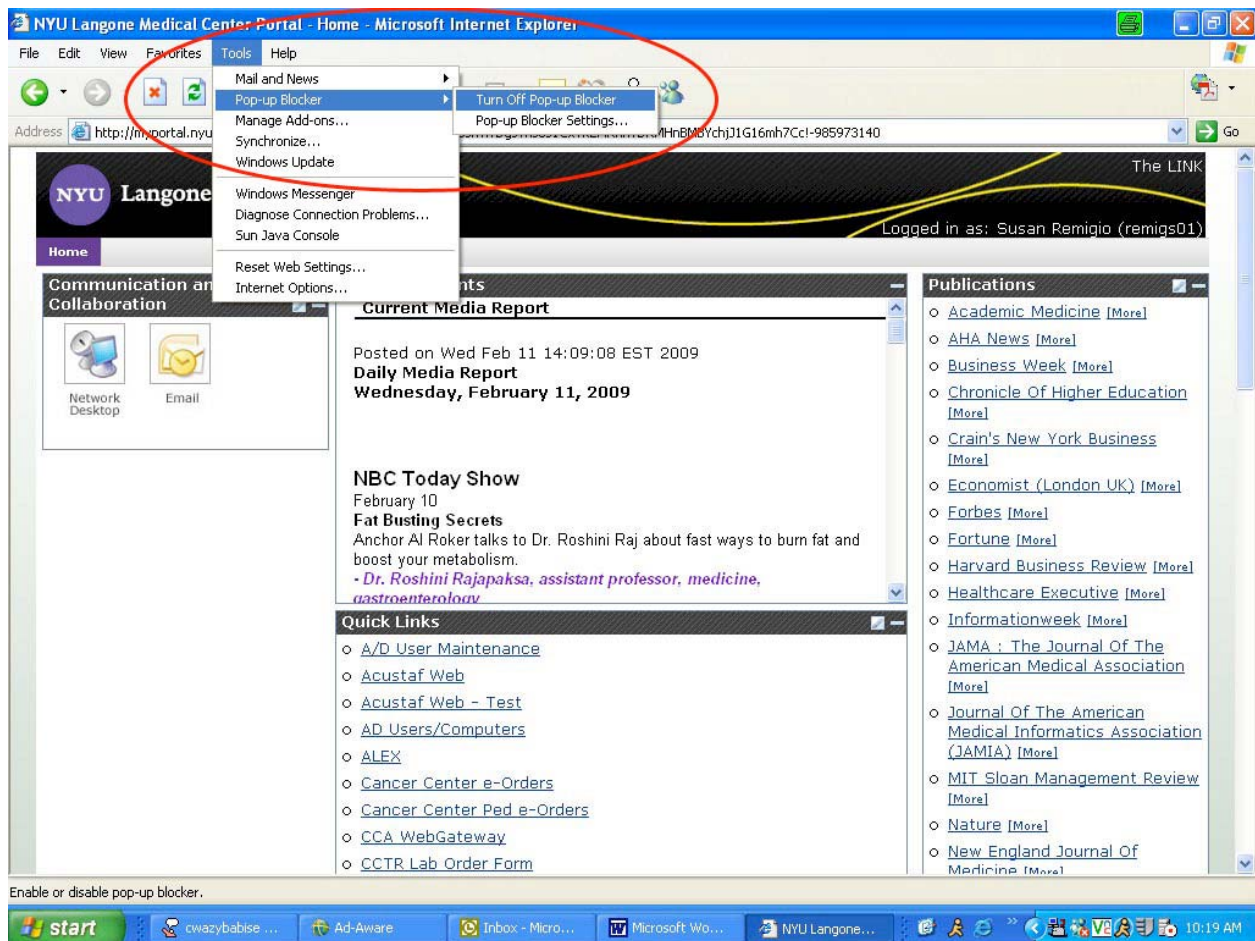 NYU Langone Medical Center Portal - Home - Microsoft Internet Explorer
File Edit View Favorites Tools Help
Mail and News
Pop-up Blocker
Turn Off Pop-up Blocker
Manage Add-ons...
Pop-up Blocker Settings...
Address http://myportal.nyu
Go
Synchronize...
Windows Update
Windows Messenger
Diagnose Connection Problems...
Sun Java Console
Reset Web Settings...
Internet Options...
NYU Langone
The LINK
Logged in as: Susan Remigio (remigs01)
Home
Communication an
Collaboration
Network
Desktop
Email
nts
Current Media Report
Posted on Wed Feb 11 14:09:08 EST 2009
Daily Media Report
Wednesday, February 11, 2009
NBC Today Show
February 10
Fat Busting Secrets
Anchor Al Roker talks to Dr. Roshini Raj about fast ways to burn fat and
boost your metabolism.
- Dr. Roshini Rajapaksa, assistant professor, medicine,
gastroenterology
Quick Links
A/D User Maintenance
Acustaf Web
Acustaf Web - Test
AD Users/Computers
ALEX
Cancer Center e-Orders
Cancer Center Ped e-Orders
CCA WebGateway
CCTR Lab Order Form
Publications
Academic Medicine [More]
AHA News [More]
Business Week [More]
Chronicle Of Higher Education
[More]
Crain's New York Business
[More]
Economist (London UK) [More]
Forbes [More]
Fortune [More]
Harvard Business Review [More]
Healthcare Executive [More]
Informationweek [More]
JAMA : The Journal Of The
American Medical Association
[More]
Journal Of The American
Medical Informatics Association
(JAMIA) [More]
MIT Sloan Management Review
[More]
Nature [More]
New England Journal Of
Medicine [More]
Enable or disable pop-up blocker.
start
cwazybabise ...
Ad-Aware
Inbox - Micro...
Microsoft Wo...
NYU Langone...
10:19 AM